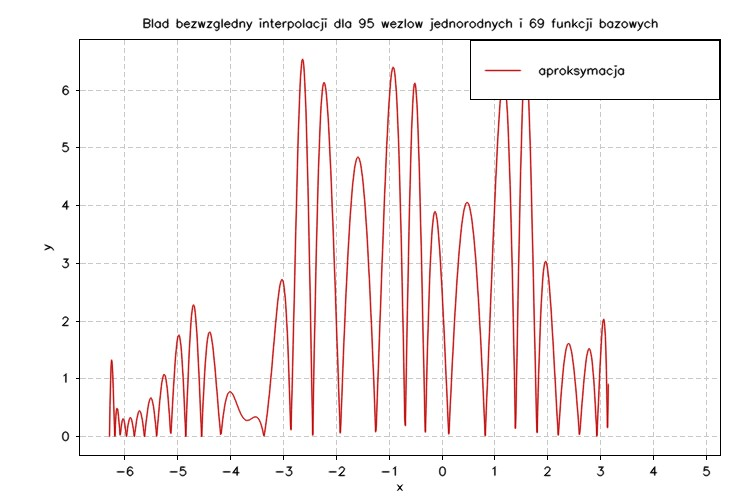 Blad bezwzgledny interpolacji dla 95 wezlow jednorodnych i 69 funkcji bazowych
aproksymacja
6
5
4
3
2
1
0
y
-6 -5 -4 -3 -2 -1 0 1 2 3 4 5
x